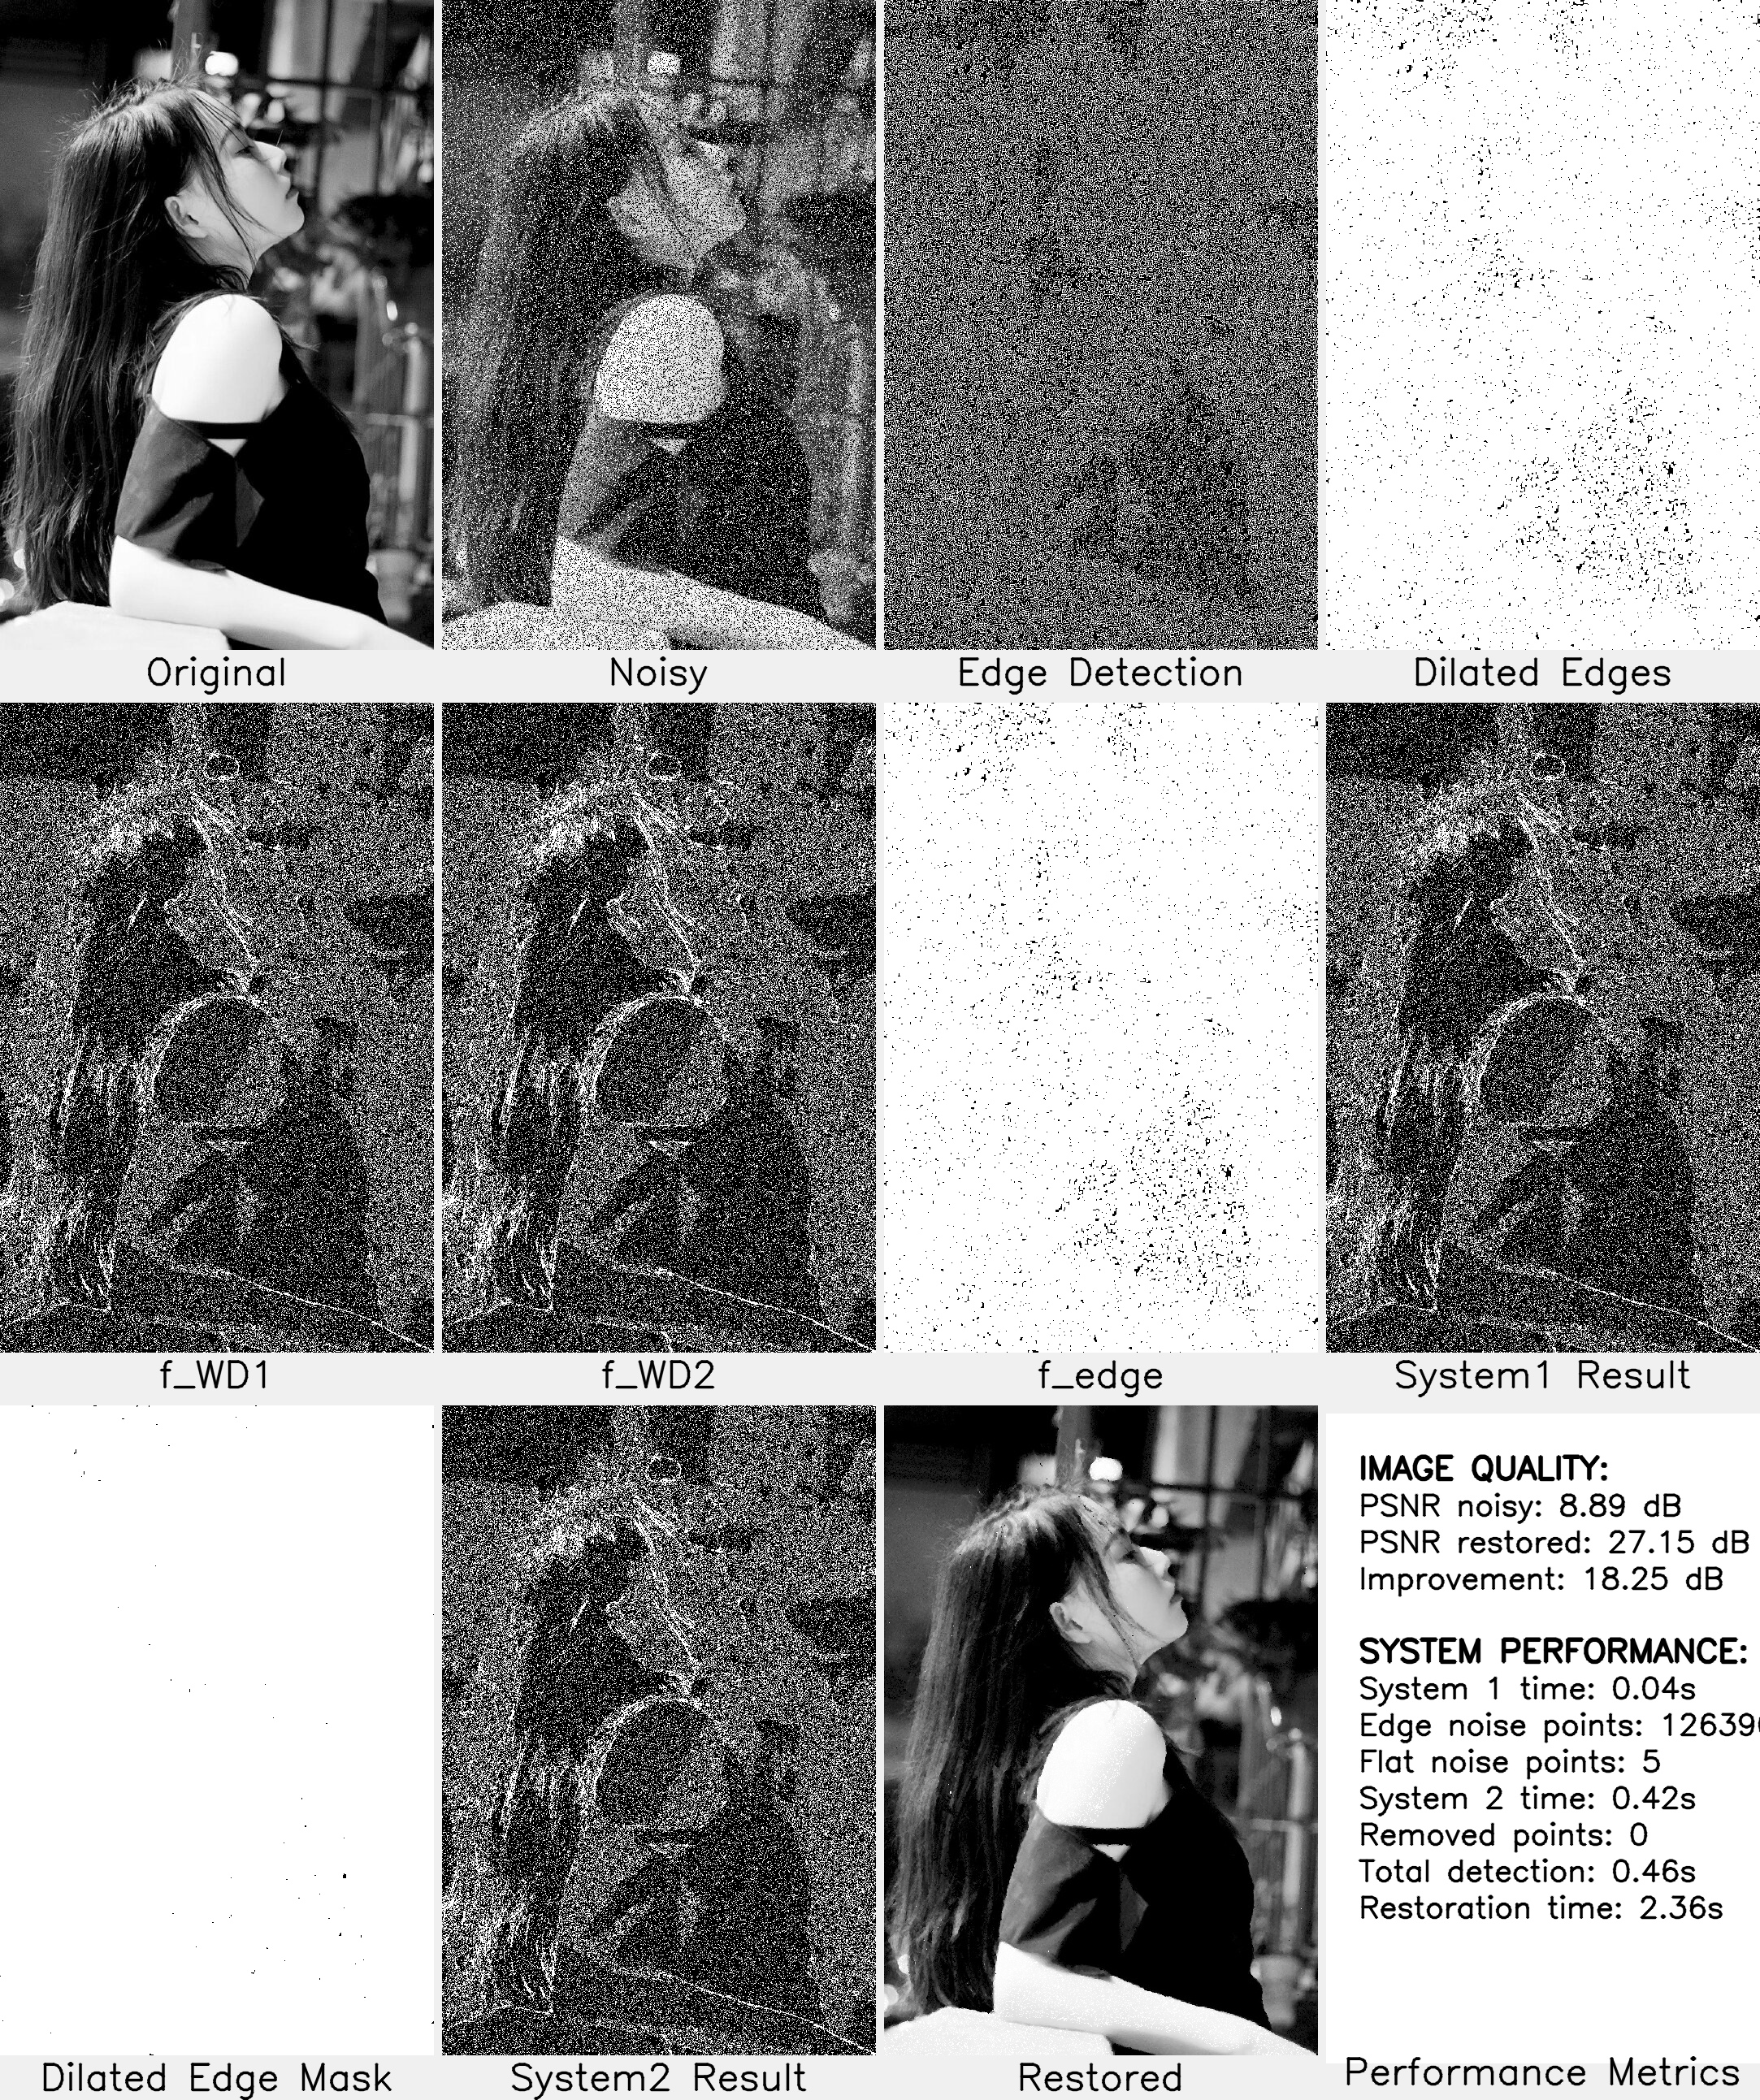 Original
Noisy
Edge Detection
Dilated Edges
f_WD1
f_WD2
f_edge
System1 Result
IMAGE QUALITY:
PSNR noisy: 8.89 dB
PSNR restored: 27.15 dB
Improvement: 18.25 dB
SYSTEM PERFORMANCE:
System 1 time: 0.04s
Edge noise points:
Flat noise points: 5
System 2 time: 0.42s
Removed points: 0
Total detection: 0.46s
Restoration time: 2.36s
Dilated Edge Mask
System2 Result
Restored
Performance Metrics